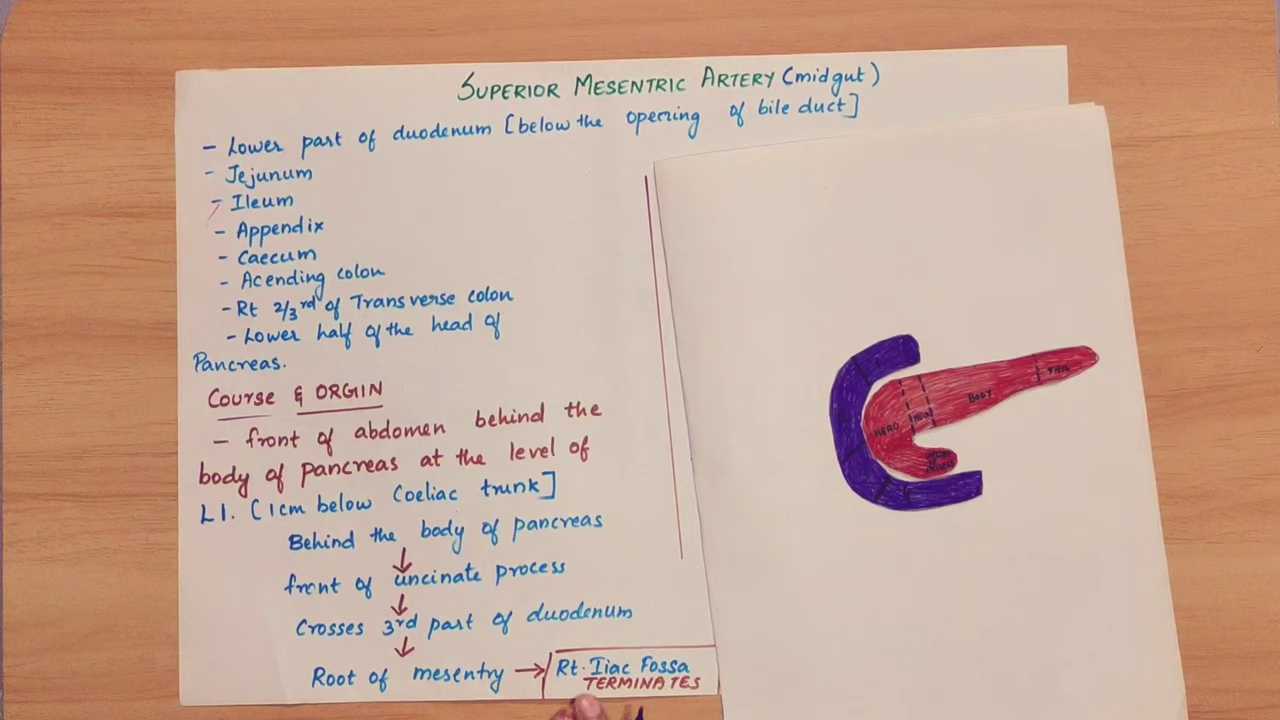 SUPERIOR MESENTRIC ARTERY (midgut)
- Lower part of duodenum [below the opening of bile duct]
- Jejunum
- Ileum
- Appendix
- Caecum
- Acending colon
- Rt 2/3rd of Transverse colon
- Lower half of the head of
Pancreas.
Course & ORGIN
- front of abdomen behind the
body of pancreas at the level of
L1. [1cm below Coeliac trunk]
Behind the body of pancreas
↓
front of uncinate process
↓
Crosses 3rd part of duodenum
↓
Root of mesentry → Rt. Iiac Fossa
TERMINATES
TAIL
BODY
HEAD